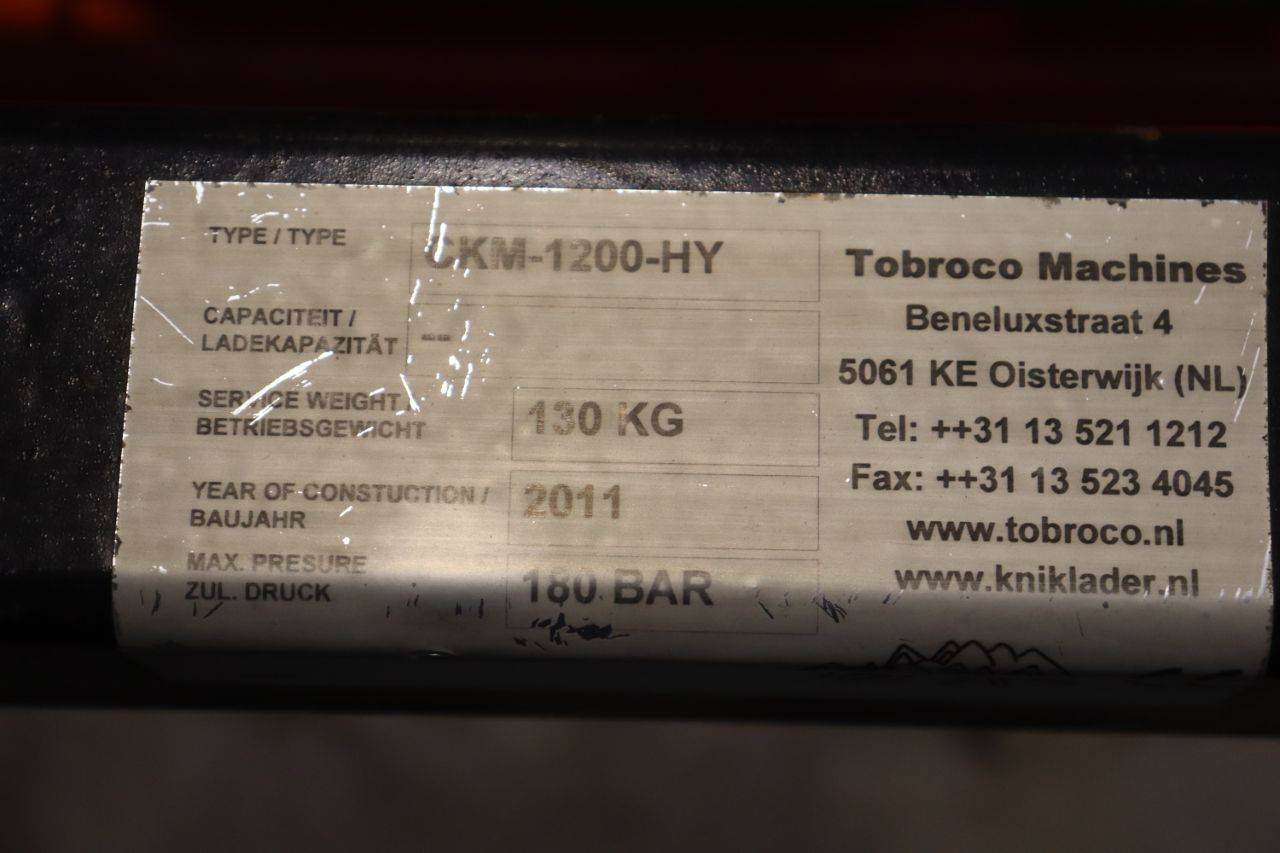 TYPE / TYPE
CKM-1200-HY
CAPACITEIT /
LADEKAPAZITÄT
--
SERVICE WEIGHT /
BETRIEBSGEWICHT
130 KG
YEAR OF CONSTUCTION /
BAUJAHR
2011
MAX. PRESURE
ZUL. DRUCK
180 BAR
Tobroco Machines
Beneluxstraat 4
5061 KE Oisterwijk (NL)
Tel: ++31 13 521 1212
Fax: ++31 13 523 4045
www.tobroco.nl
www.kniklader.nl